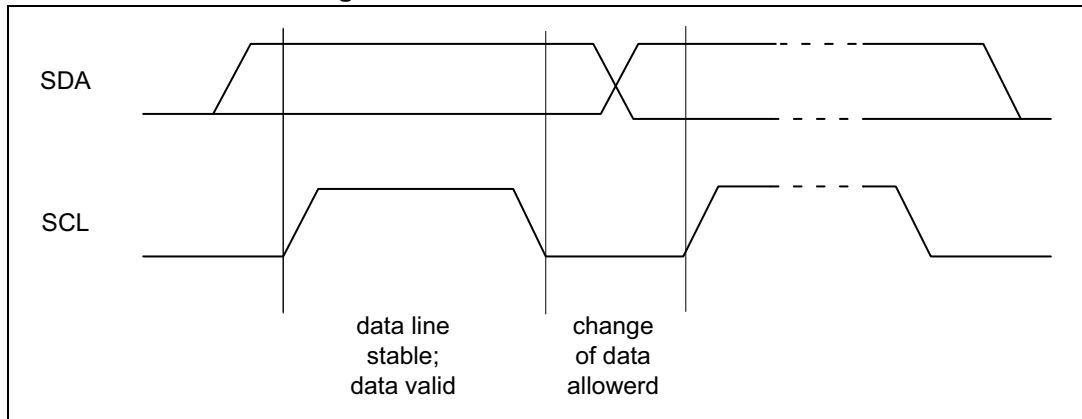 SDA
SCL
data line
stable;
data valid
change
of data
allowerd